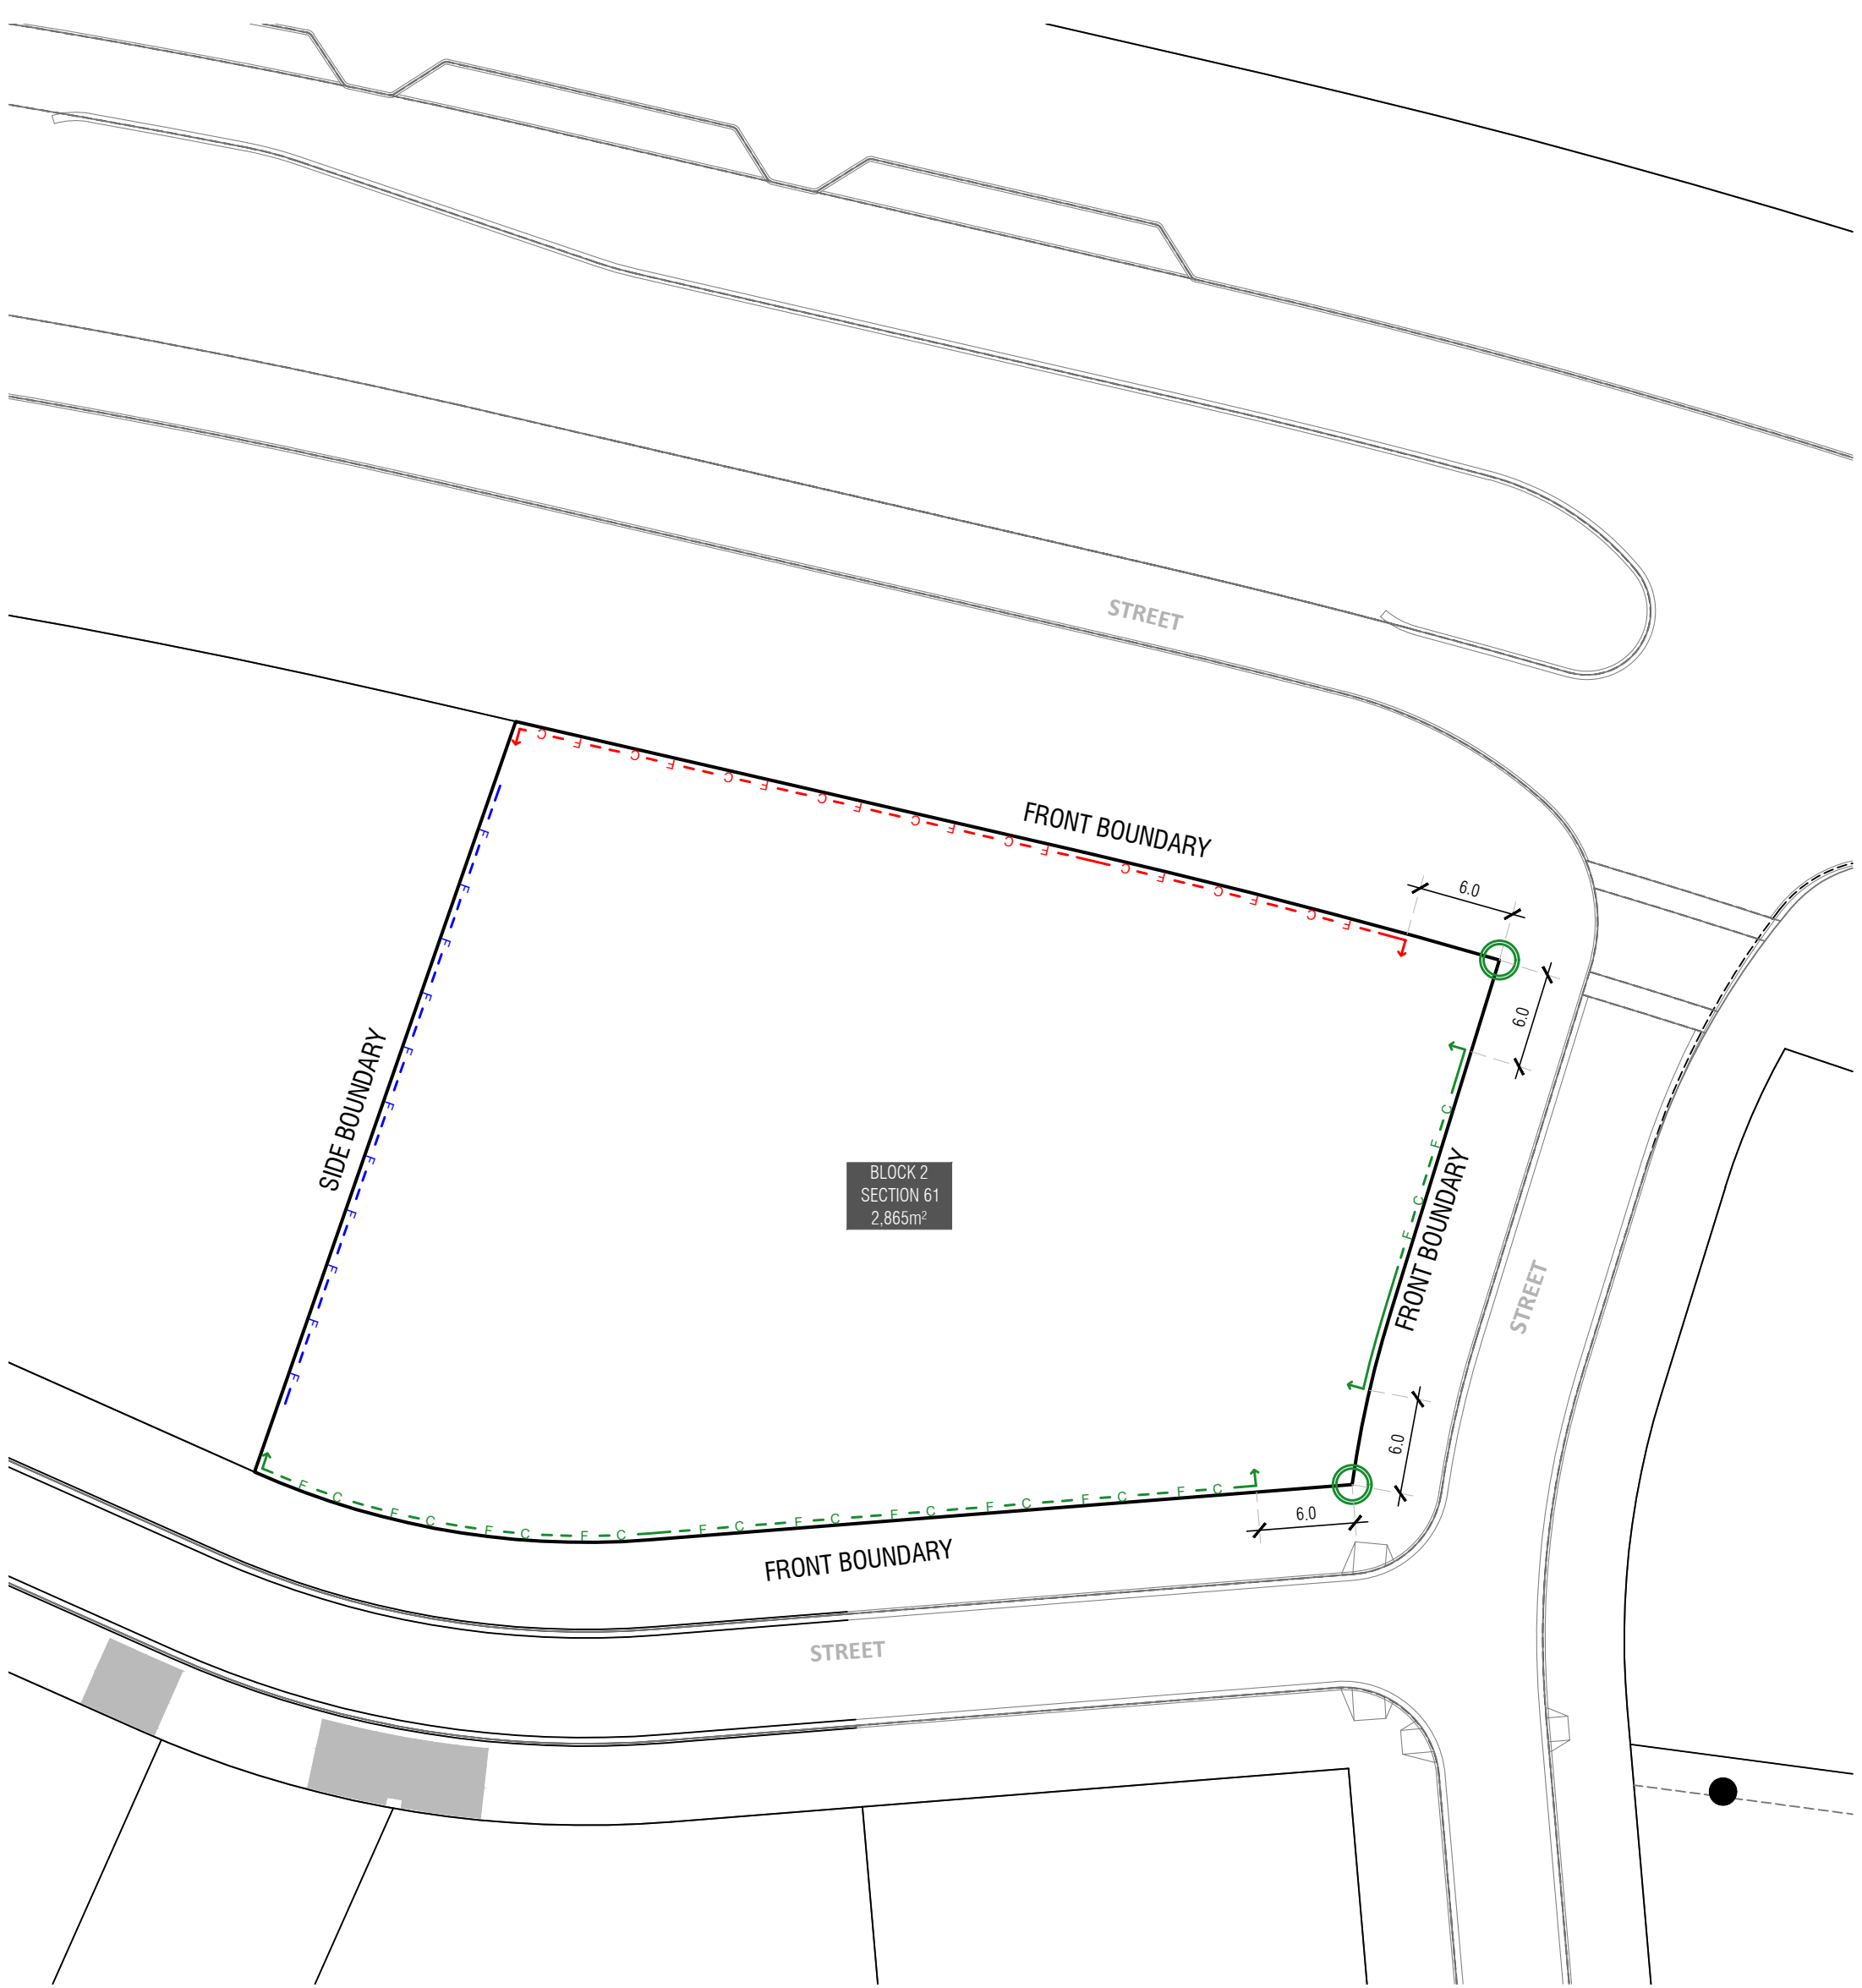 STREET
C F C F C F C F C F C F C F C F C F
FRONT BOUNDARY
6.0
6.0
F F F F F F F F F F F
SIDE BOUNDARY
BLOCK 2
SECTION 61
2,865m²
C F C F
FRONT BOUNDARY
STREET
6.0
F C F C F C F C F C F C F C F C F C F C
6.0
FRONT BOUNDARY
STREET